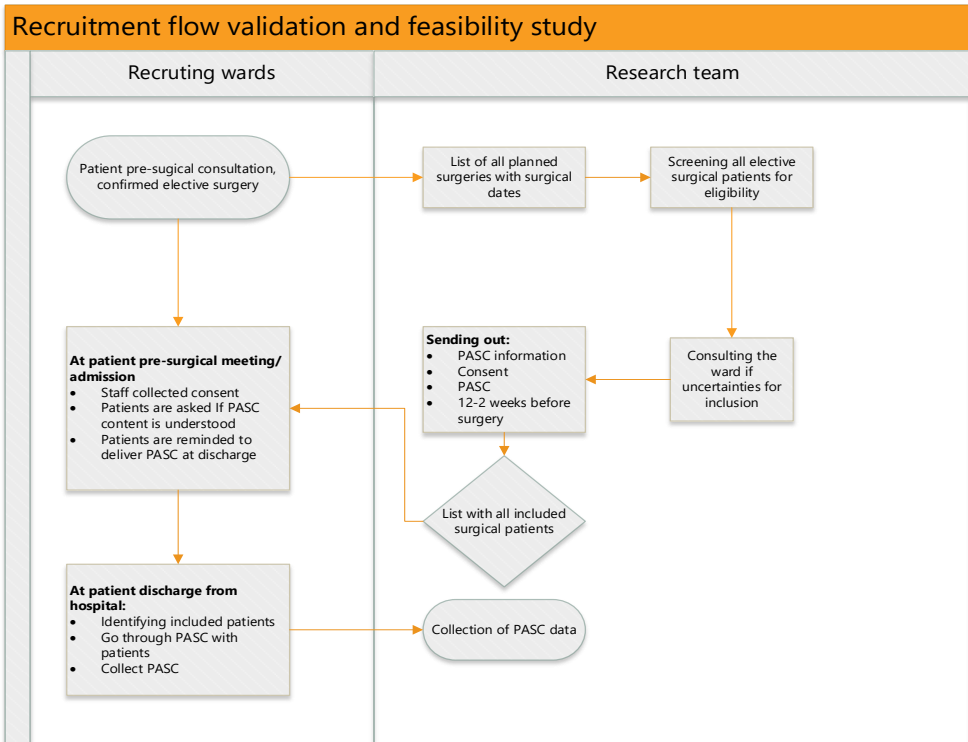 Recruitment flow validation and feasibility study
Recruting wards
Research team
Patient pre-sugical consultation,
confirmed elective surgery
List of all planned
surgeries with surgical
dates
Screening all elective
surgical patients for
eligibility
At patient pre-surgical meeting/
admission
• Staff collected consent
• Patients are asked If PASC
content is understood
• Patients are reminded to
deliver PASC at discharge
Sending out:
• PASC information
• Consent
• PASC
• 12-2 weeks before
surgery
Consulting the
ward if
uncertainties for
inclusion
List with all included
surgical patients
At patient discharge from
hospital:
• Identifying included patients
• Go through PASC with
patients
• Collect PASC
Collection of PASC data